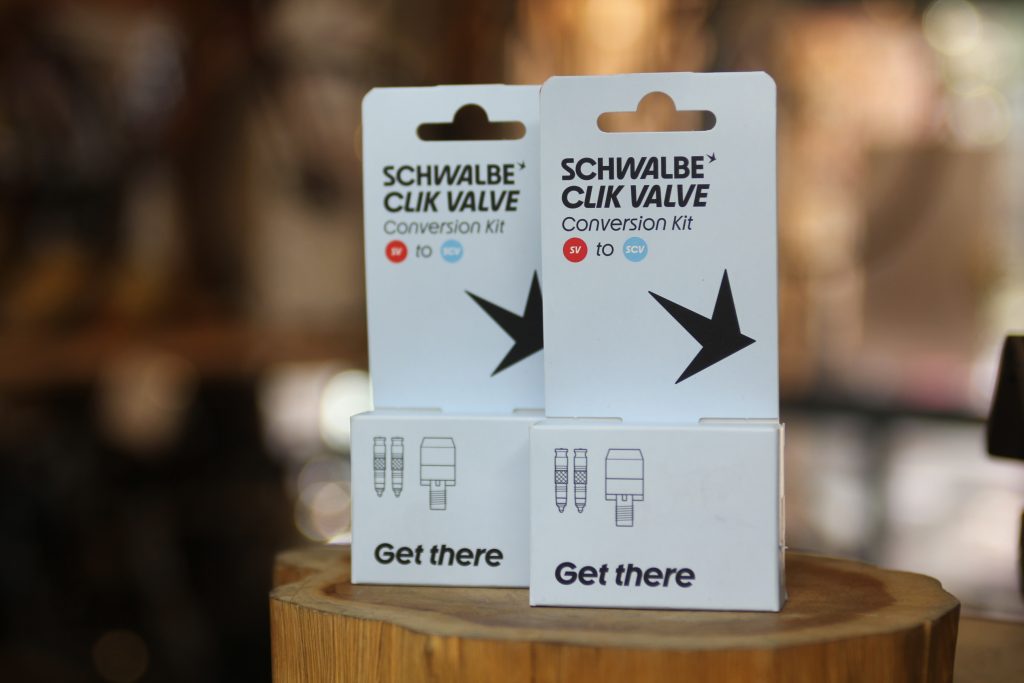 SCHWALBE
CLIK VALVE
Conversion Kit
SV to SCV
Get there
SCHWALBE
CLIK VALVE
Conversion Kit
SV to SCV
Get there